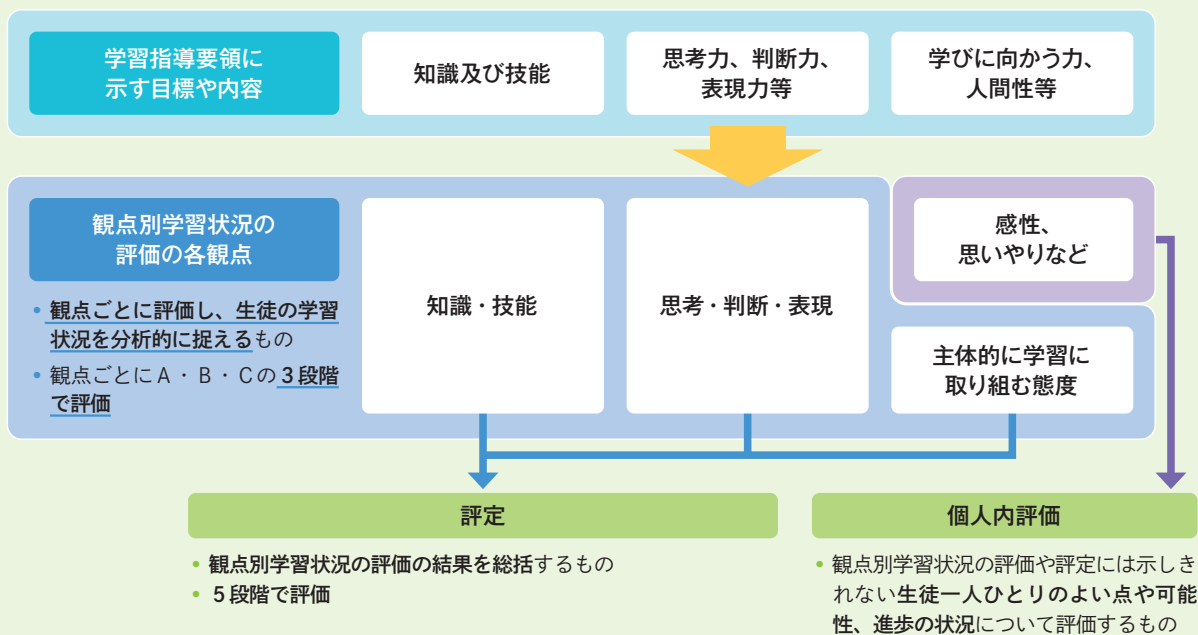 学習指導要領に
示す目標や内容
知識及び技能
思考力、判断力、
表現力等
学びに向かう力、
人間性等
観点別学習状況の
評価の各観点
• 観点ごとに評価し、生徒の学習
状況を分析的に捉えるもの
• 観点ごとにA・B・Cの3段階
で評価
知識・技能
思考・判断・表現
感性、
思いやりなど
主体的に学習に
取り組む態度
評定
• 観点別学習状況の評価の結果を総括するもの
• 5段階で評価
個人内評価
• 観点別学習状況の評価や評定には示しき
れない生徒一人ひとりのよい点や可能
性、進歩の状況について評価するもの